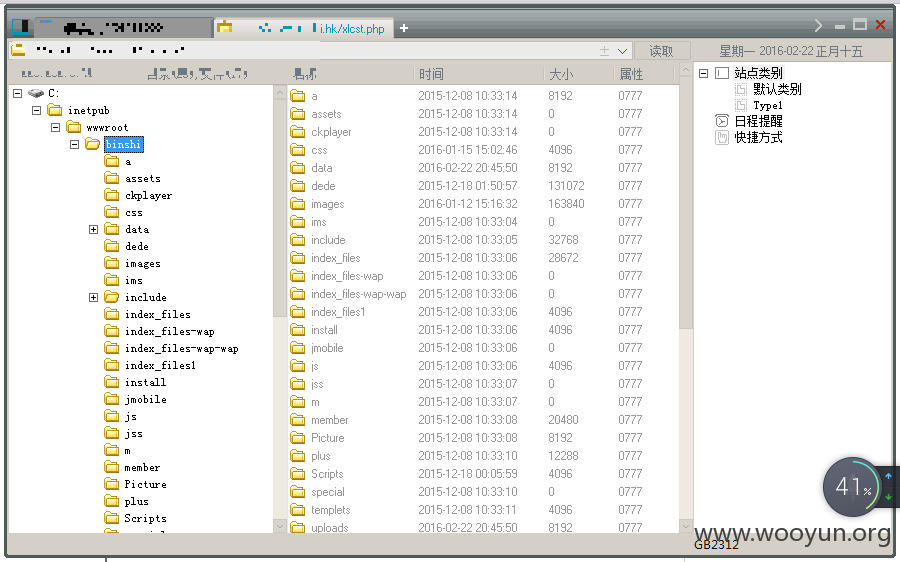 i.hk/xlcst.php
读取
星期一 2016-02-22 正月十五
名称 时间 大小 属性
C:
inetpub
wwwroot
binshi
a
assets
ckplayer
css
data
dede
images
ims
include
index_files
index_files-wap
index_files-wap-wap
index_files1
install
jmobile
js
jss
m
member
Picture
plus
Scripts
a 2015-12-08 10:33:14 8192 0777
assets 2015-12-08 10:33:14 0 0777
ckplayer 2015-12-08 10:33:14 0 0777
css 2016-01-15 15:02:46 4096 0777
data 2016-02-22 20:45:50 8192 0777
dede 2015-12-18 01:50:57 131072 0777
images 2016-01-12 15:16:32 163840 0777
ims 2015-12-08 10:33:04 0 0777
include 2015-12-08 10:33:05 32768 0777
index_files 2015-12-08 10:33:06 28672 0777
index_files-wap 2015-12-08 10:33:06 0 0777
index_files-wap-wap 2015-12-08 10:33:06 0 0777
index_files1 2015-12-08 10:33:06 4096 0777
install 2015-12-08 10:33:06 4096 0777
jmobile 2015-12-08 10:33:06 0 0777
js 2015-12-08 10:33:06 4096 0777
jss 2015-12-08 10:33:07 0 0777
m 2015-12-08 10:33:07 0 0777
member 2015-12-08 10:33:08 20480 0777
Picture 2015-12-08 10:33:08 8192 0777
plus 2015-12-08 10:33:10 12288 0777
Scripts 2015-12-18 00:05:59 4096 0777
special 2015-12-08 10:33:10 0 0777
templets 2015-12-08 10:33:11 4096 0777
uploads 2016-02-22 20:45:50 8192 0777
站点类别
默认类别
Type1
日程提醒
快捷方式
41%
www.wooyun.org
GB2312